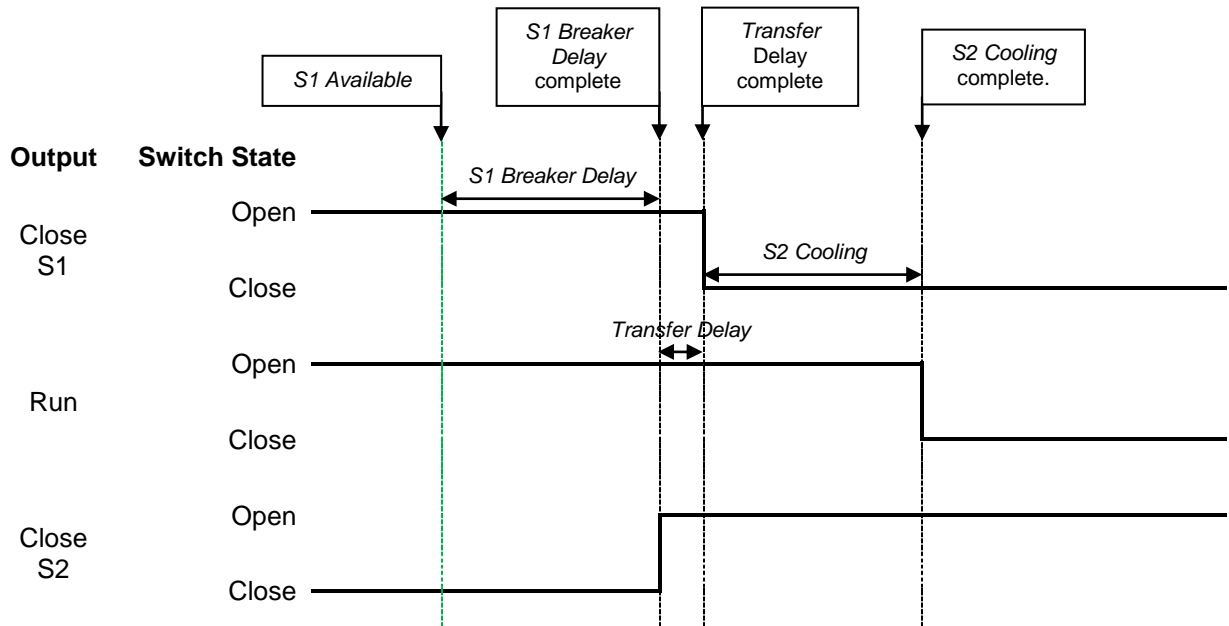 S1 Breaker
Delay
complete
Transfer
Delay
complete
S2 Cooling
complete.
S1 Available
Output
Switch State
S1 Breaker Delay
Open
Close
S1
S2 Cooling
Close
Transfer Delay
Open
Run
Close
Open
Close
S2
Close